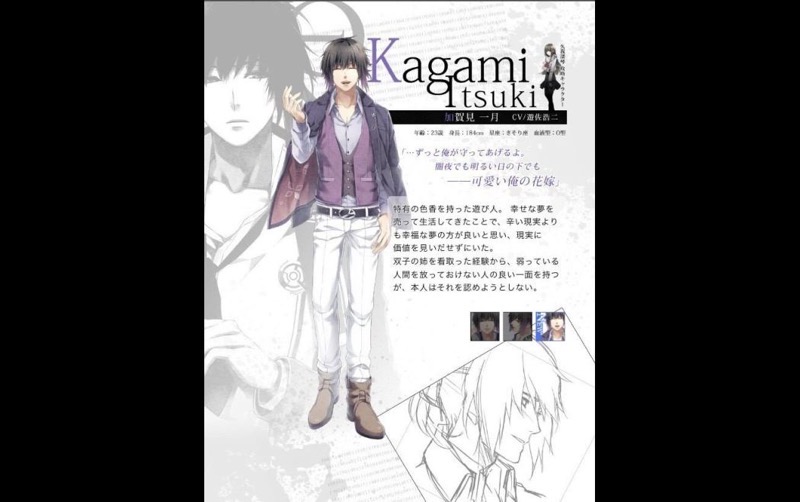 Kagami
Itsuki
加賀見 一月　CV/遊佐浩二
年齢：23歳　身長：184cm　星座：さそり座　血液型：O型
「…ずっと俺が守ってあげるよ。
闇夜でも明るい日の下でも
――可愛い俺の花嫁」
特有の色香を持った遊び人。 幸せな夢を
売って生活してきたことで、辛い現実より
も幸福な夢の方が良いと思い、現実に
価値を見いだせずにいた。
双子の姉を看取った経験から、弱っている
人間を放っておけない人の良い一面を持つ
が、本人はそれを認めようとしない。